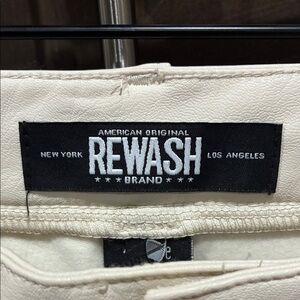 AMERICAN ORIGINAL
NEW YORK REWASH LOS ANGELES
★★★BRAND★★★